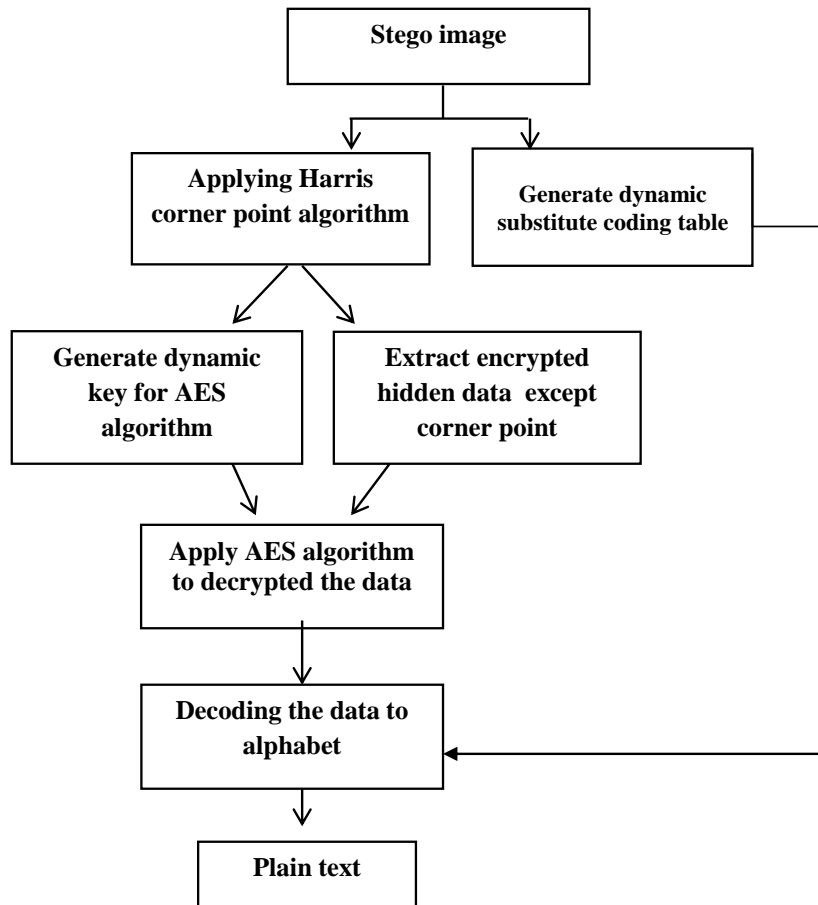 Stego image
Applying Harris
corner point algorithm
Generate dynamic
substitute coding table
Generate dynamic
key for AES
algorithm
Extract encrypted
hidden data except
corner point
Apply AES algorithm
to decrypted the data
Decoding the data to
alphabet
Plain text